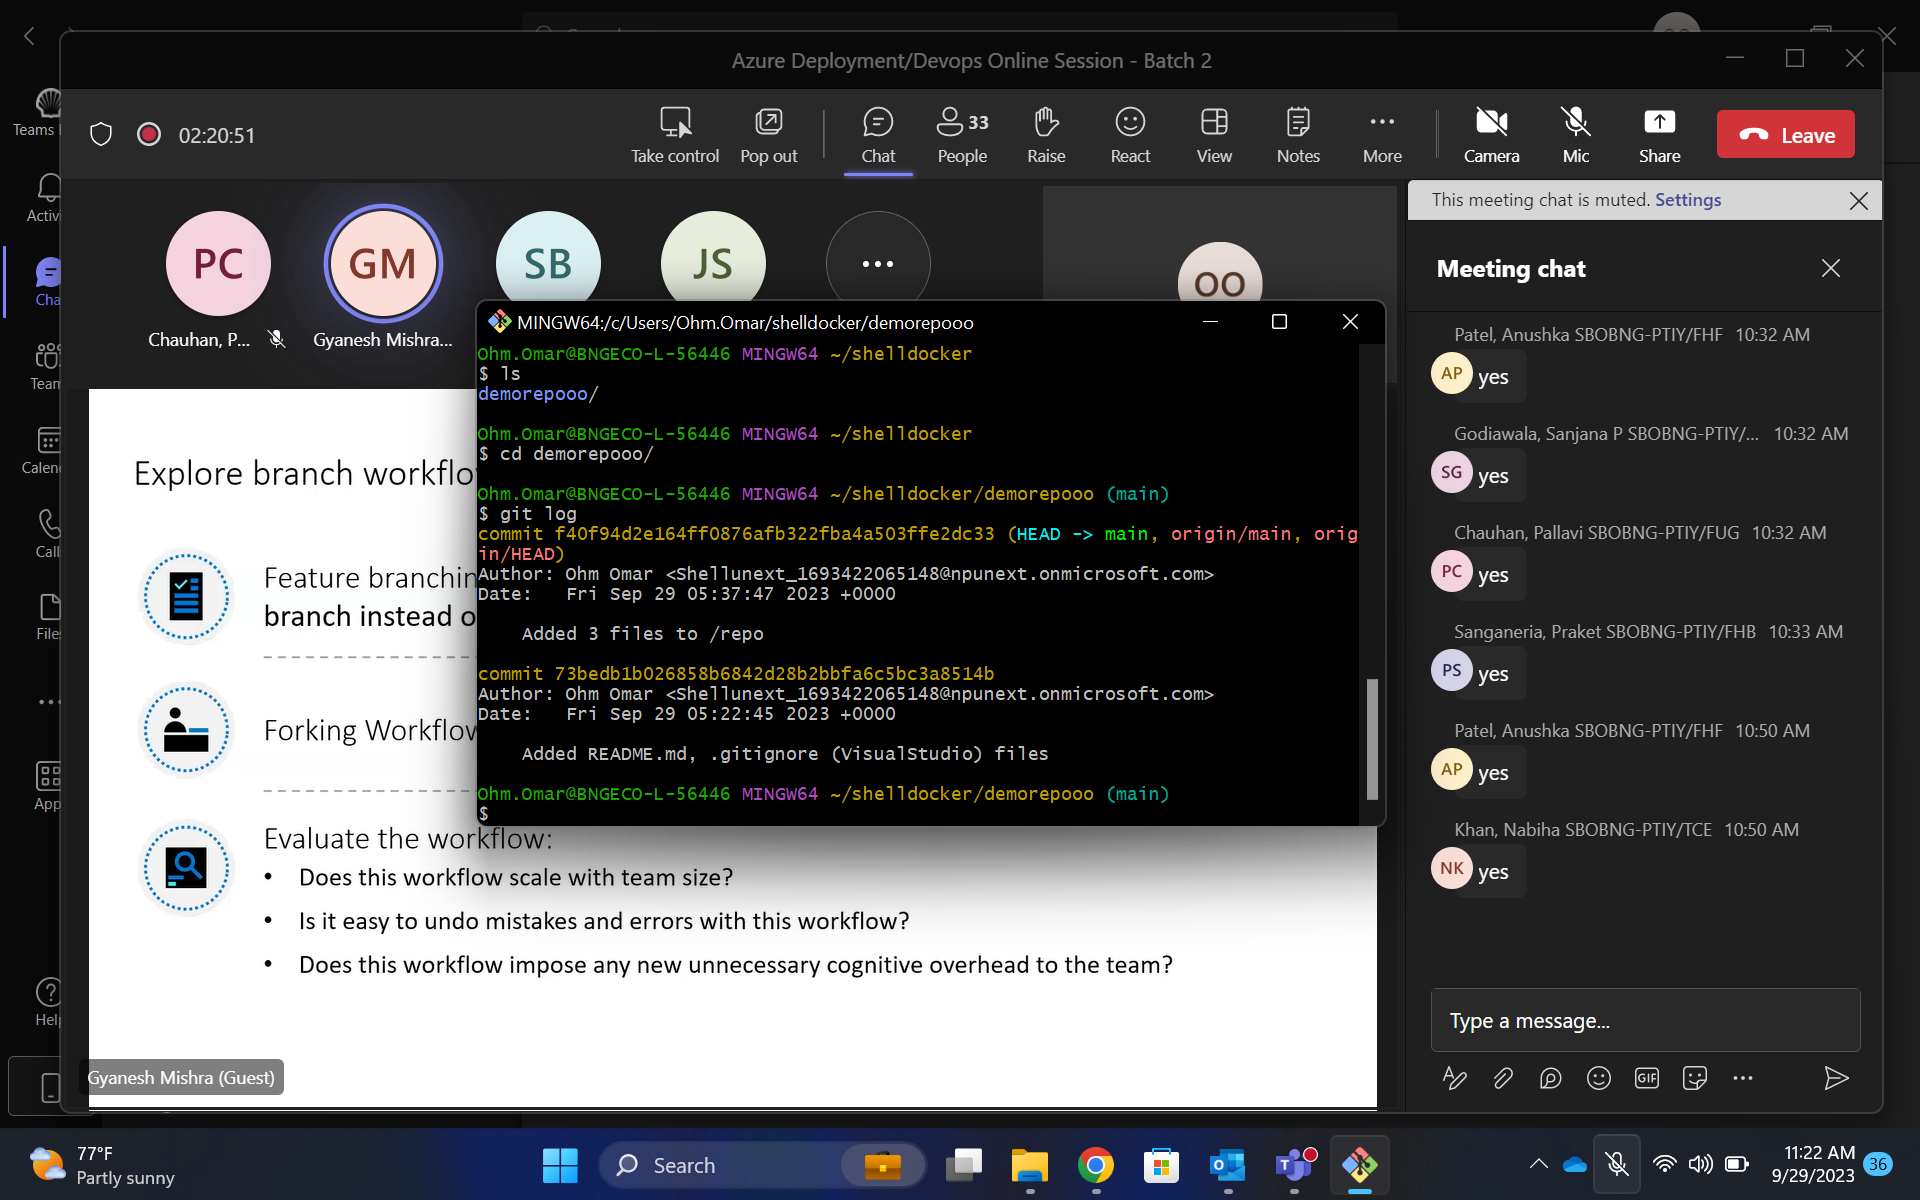 Azure Deployment/Devops Online Session - Batch 2
02:20:51
Take control
Pop out
Chat
33
People
Raise
React
View
Notes
More
Camera
Mic
Share
Leave
Teams
Activ
Cha
Team
Calen
Call
File
App
Help
PC
GM
SB
JS
OO
Chauhan, P...
Gyanesh Mishra...
Explore branch workflo
Feature branchin
branch instead o
Forking Workflow
Evaluate the workflow:
• Does this workflow scale with team size?
• Is it easy to undo mistakes and errors with this workflow?
• Does this workflow impose any new unnecessary cognitive overhead to the team?
Gyanesh Mishra (Guest)
MINGW64:/c/Users/Ohm.Omar/shelldocker/demorepooo
Ohm.Omar@BNGECO-L-56446 MINGW64 ~/shelldocker
$ ls
demorepooo/
Ohm.Omar@BNGECO-L-56446 MINGW64 ~/shelldocker
$ cd demorepooo/
Ohm.Omar@BNGECO-L-56446 MINGW64 ~/shelldocker/demorepooo (main)
$ git log
commit f40f94d2e164ff0876afb322fba4a503ffe2dc33 (HEAD -> main, origin/main, orig
in/HEAD)
Author: Ohm Omar <Shellunext_1693422065148@npunext.onmicrosoft.com>
Date:   Fri Sep 29 05:37:47 2023 +0000
Added 3 files to /repo
commit 73bedb1b026858b6842d28b2bbfa6c5bc3a8514b
Author: Ohm Omar <Shellunext_1693422065148@npunext.onmicrosoft.com>
Date:   Fri Sep 29 05:22:45 2023 +0000
Added README.md, .gitignore (VisualStudio) files
Ohm.Omar@BNGECO-L-56446 MINGW64 ~/shelldocker/demorepooo (main)
$
This meeting chat is muted. Settings
Meeting chat
Patel, Anushka SBOBNG-PTIY/FHF 10:32 AM
AP yes
Godiawala, Sanjana P SBOBNG-PTIY/... 10:32 AM
SG yes
Chauhan, Pallavi SBOBNG-PTIY/FUG 10:32 AM
PC yes
Sanganeria, Praket SBOBNG-PTIY/FHB 10:33 AM
PS yes
Patel, Anushka SBOBNG-PTIY/FHF 10:50 AM
AP yes
Khan, Nabiha SBOBNG-PTIY/TCE 10:50 AM
NK yes
Type a message...
GIF
77°F
Partly sunny
Search
11:22 AM
9/29/2023
36